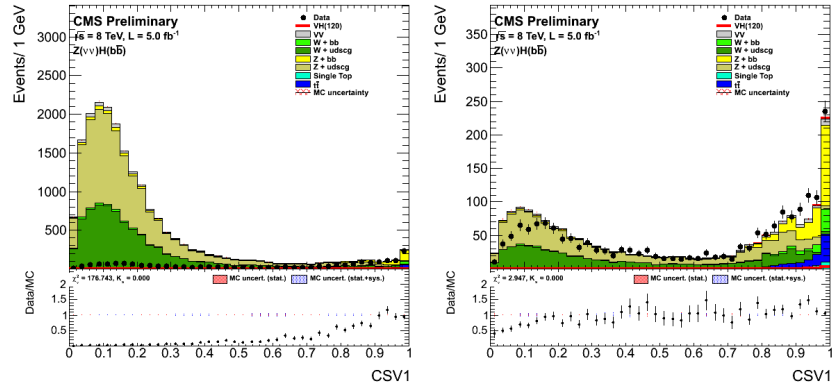 CMS Preliminary
√s = 8 TeV, L = 5.0 fb⁻¹
Z(νν)H(bb̅)
Data
VH(120)
VV
W + bb
W + udscg
Z + bb
Z + udscg
Single Top
tt̅
MC uncertainty
Events/ 1 GeV
3000
2500
2000
1500
1000
500
= 176.743, K = 0.000
MC uncert. (stat.)
MC uncert. (stat.+sys.)
Data/MC
2
1.5
1
0.5
0 0.1 0.2 0.3 0.4 0.5 0.6 0.7 0.8 0.9 1
CSV1
CMS Preliminary
√s = 8 TeV, L = 5.0 fb⁻¹
Z(νν)H(bb̅)
Data
VH(120)
VV
W + bb
W + udscg
Z + bb
Z + udscg
Single Top
tt̅
MC uncertainty
Events/ 1 GeV
350
300
250
200
150
100
50
= 2.947, K = 0.000
MC uncert. (stat.)
MC uncert. (stat.+sys.)
Data/MC
2
1.5
1
0.5
0 0.1 0.2 0.3 0.4 0.5 0.6 0.7 0.8 0.9 1
CSV1